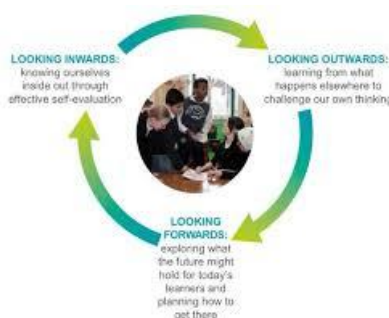 LOOKING INWARDS:
knowing ourselves
inside out through
effective self-evaluation
LOOKING OUTWARDS:
learning from what
happens elsewhere to
challenge our own thinking
LOOKING
FORWARDS:
exploring what
the future might
hold for today's
learners and
planning how to
get there